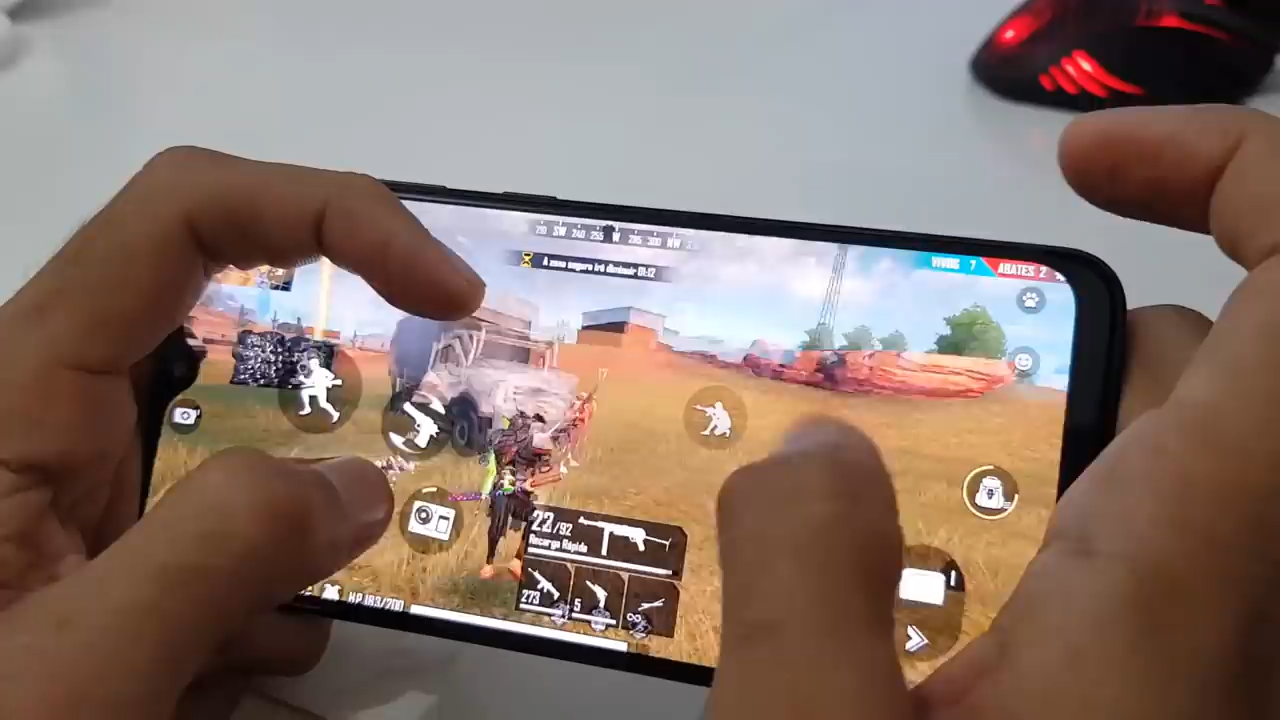 210 SW 240 255 W 285 300 NW
A zona segura irá diminuir 01:12
VIVOS 7 ABATES 2
22/92
Recarga Rápida
273 5 ∞
HP 183/200